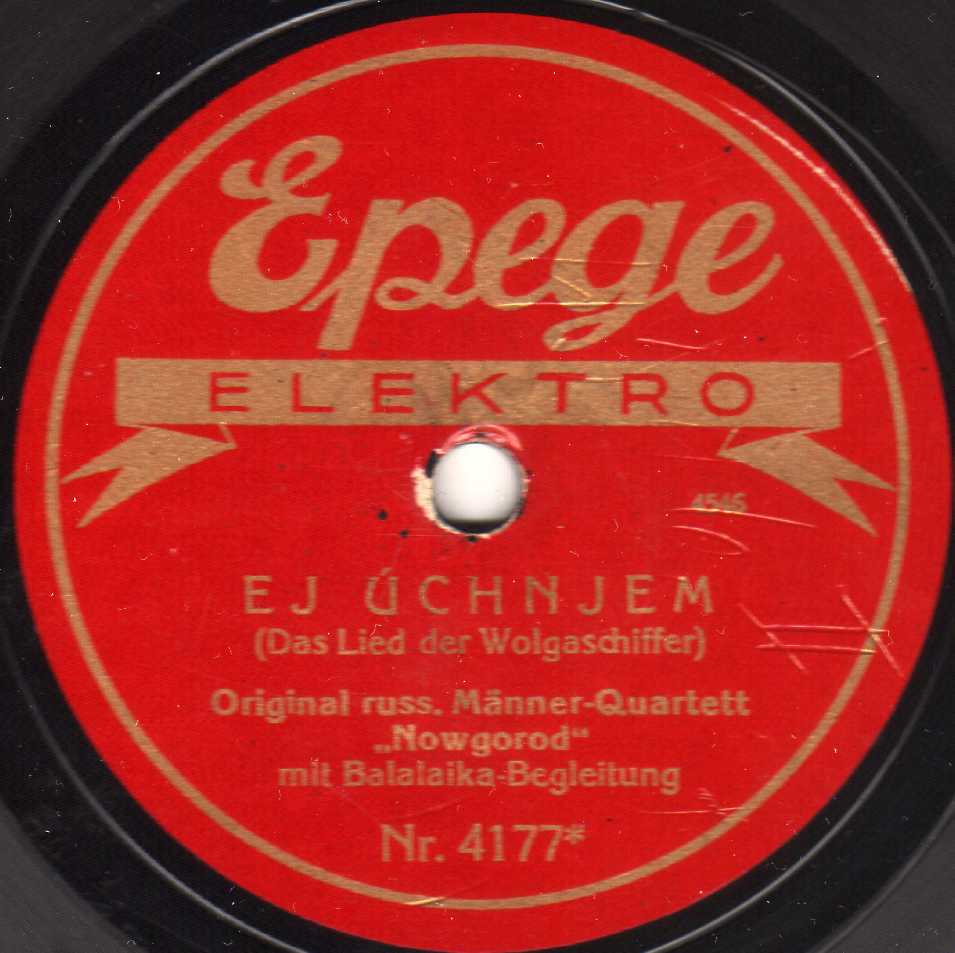 Epege
ELEKTRO
4546
EJ ÚCHNJEM
(Das Lied der Wolgaschiffer)
Original russ. Männer-Quartett
„Nowgorod“
mit Balalaika-Begleitung
Nr. 4177*